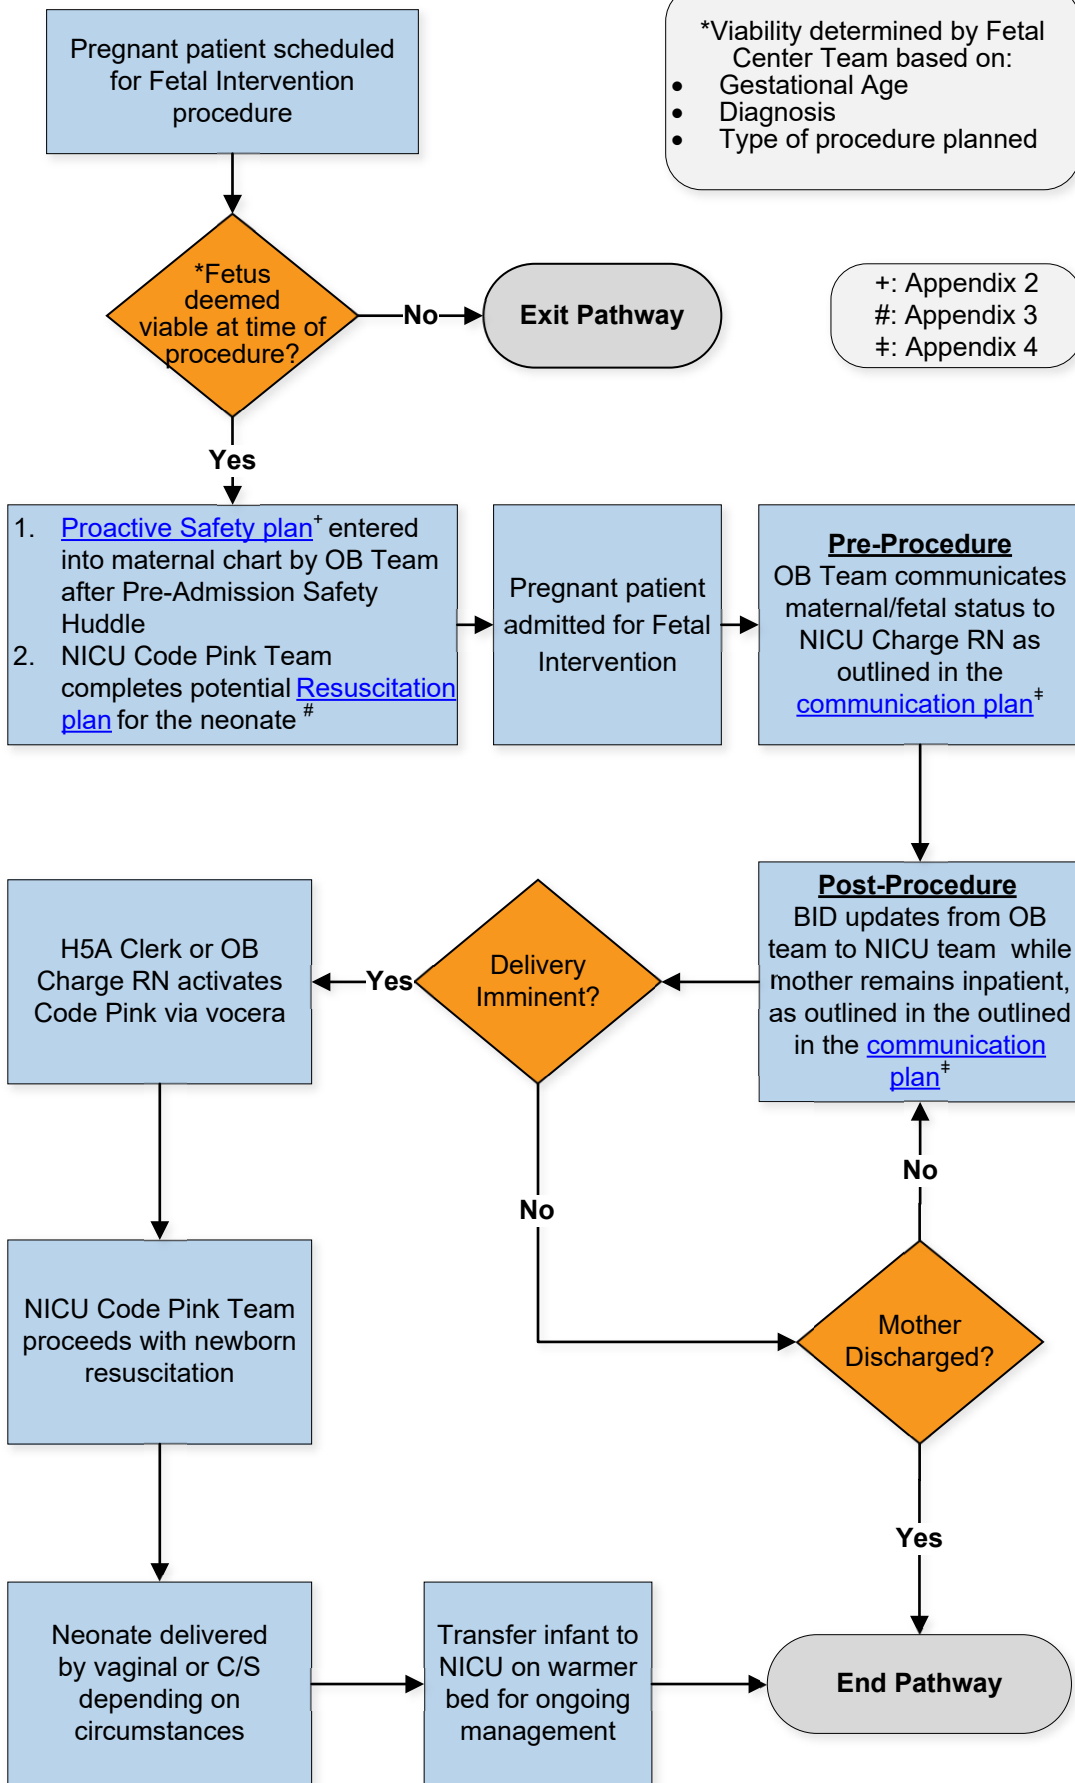 Pregnant patient scheduled
for Fetal Intervention
procedure
*Viability determined by Fetal
Center Team based on:
• Gestational Age
• Diagnosis
• Type of procedure planned
*Fetus
deemed
viable at time of
procedure?
No
Exit Pathway
+: Appendix 2
#: Appendix 3
ǂ: Appendix 4
Yes
1. Proactive Safety plan+ entered
into maternal chart by OB Team
after Pre-Admission Safety
Huddle
2. NICU Code Pink Team
completes potential Resuscitation
plan for the neonate #
Pregnant patient
admitted for Fetal
Intervention
Pre-Procedure
OB Team communicates
maternal/fetal status to
NICU Charge RN as
outlined in the
communication planǂ
Post-Procedure
BID updates from OB
team to NICU team while
mother remains inpatient,
as outlined in the outlined
in the communication
planǂ
Delivery
Imminent?
Yes
H5A Clerk or OB
Charge RN activates
Code Pink via vocera
No
No
NICU Code Pink Team
proceeds with newborn
resuscitation
Mother
Discharged?
Yes
Neonate delivered
by vaginal or C/S
depending on
circumstances
Transfer infant to
NICU on warmer
bed for ongoing
management
End Pathway